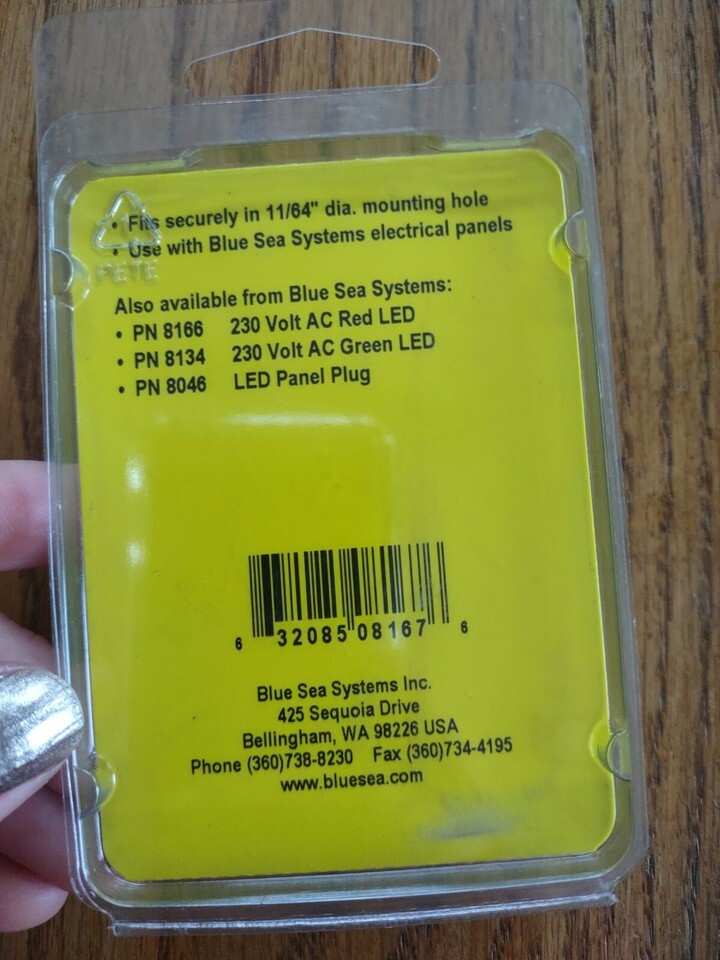 1
PETE
• Fits securely in 11/64" dia. mounting hole
• Use with Blue Sea Systems electrical panels
Also available from Blue Sea Systems:
• PN 8166 230 Volt AC Red LED
• PN 8134 230 Volt AC Green LED
• PN 8046 LED Panel Plug
6 32085 08167 6
Blue Sea Systems Inc.
425 Sequoia Drive
Bellingham, WA 98226 USA
Phone (360)738-8230 Fax (360)734-4195
www.bluesea.com